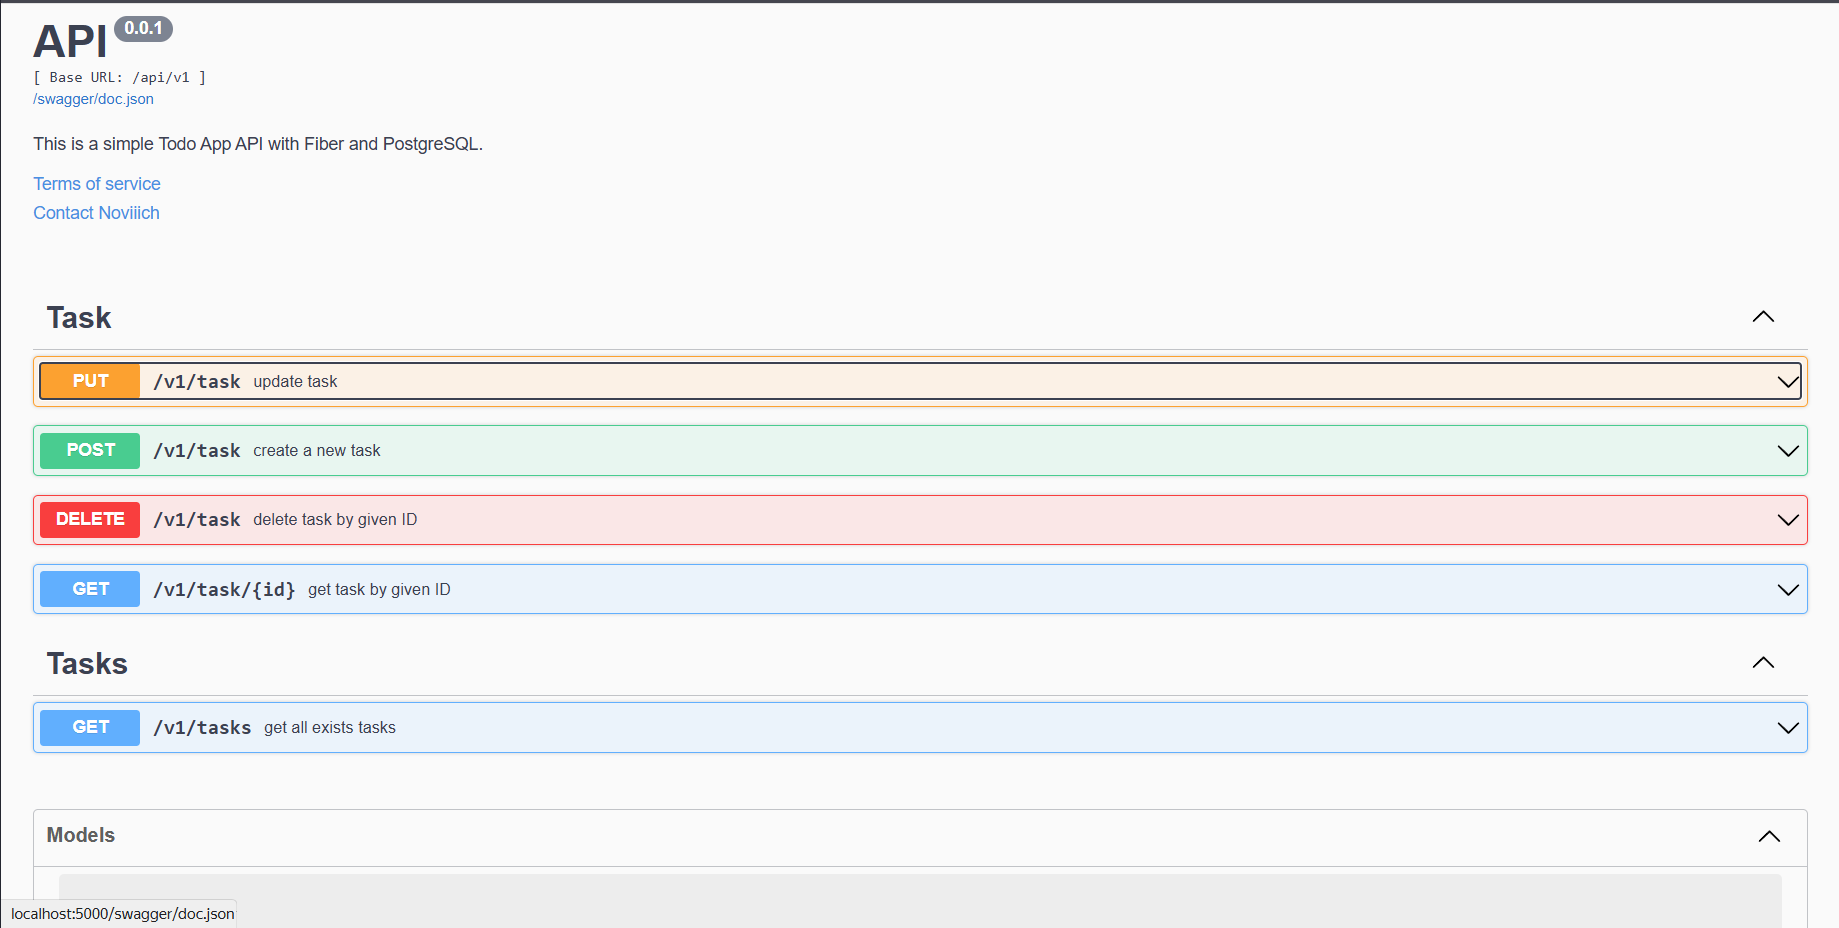 API 0.0.1
[ Base URL: /api/v1 ]
/swagger/doc.json
This is a simple Todo App API with Fiber and PostgreSQL.
Terms of service
Contact Noviiich
Task
PUT /v1/task update task
POST /v1/task create a new task
DELETE /v1/task delete task by given ID
GET /v1/task/{id} get task by given ID
Tasks
GET /v1/tasks get all exists tasks
Models
localhost:5000/swagger/doc.json